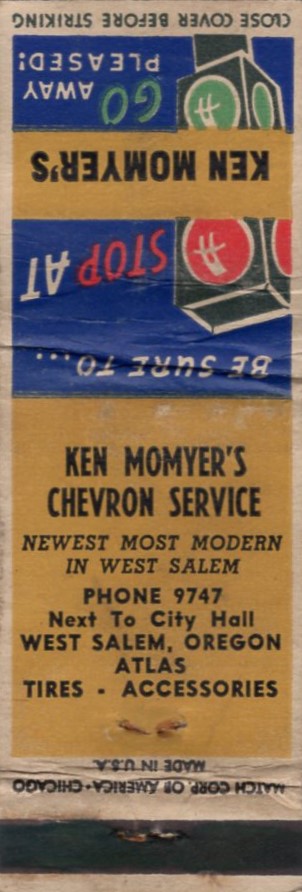 CLOSE COVER BEFORE STRIKING
BE SURE TO...
STOP AT
KEN MOMYER'S
GO AWAY
PLEASED!
KEN MOMYER'S
CHEVRON SERVICE
NEWEST MOST MODERN
IN WEST SALEM
PHONE 9747
Next To City Hall
WEST SALEM, OREGON
ATLAS
TIRES - ACCESSORIES
MATCH CORP. OF AMERICA - CHICAGO
MADE IN U.S.A.